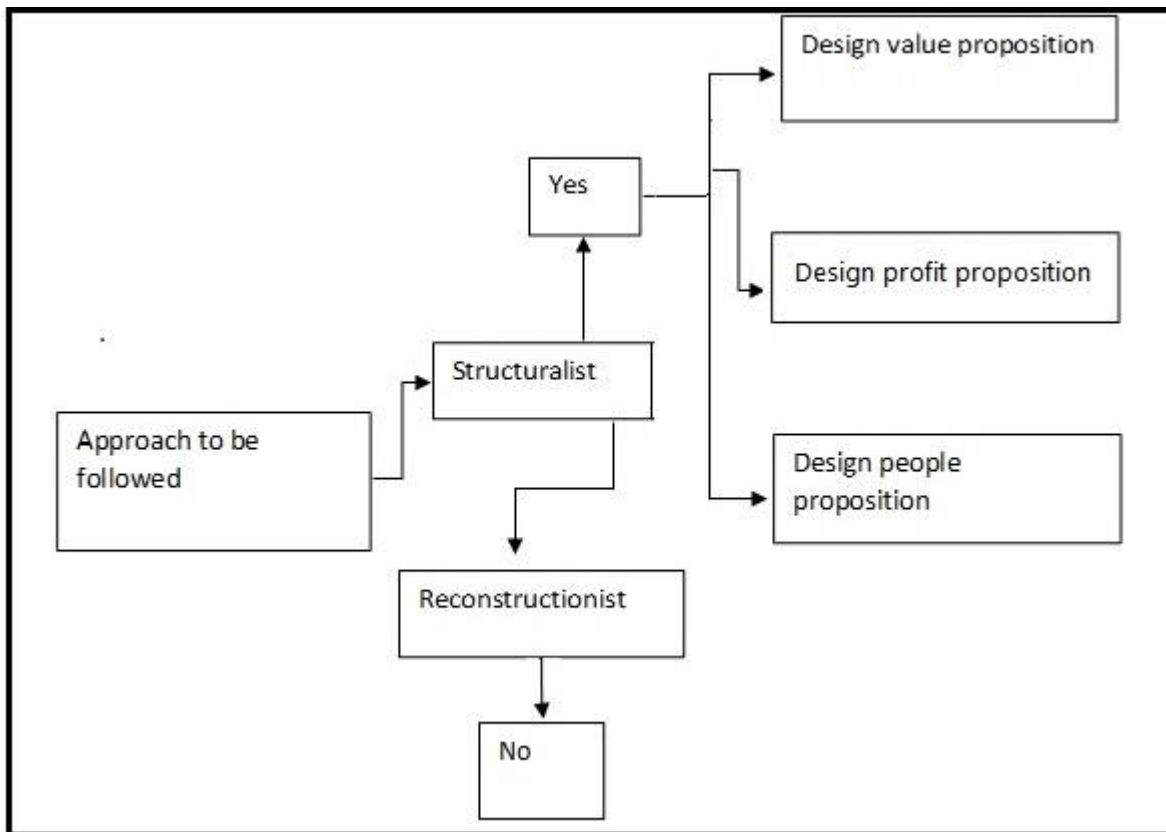 Design value proposition
Yes
Design profit proposition
Structuralist
Approach to be
followed
Design people
proposition
Reconstructionist
No